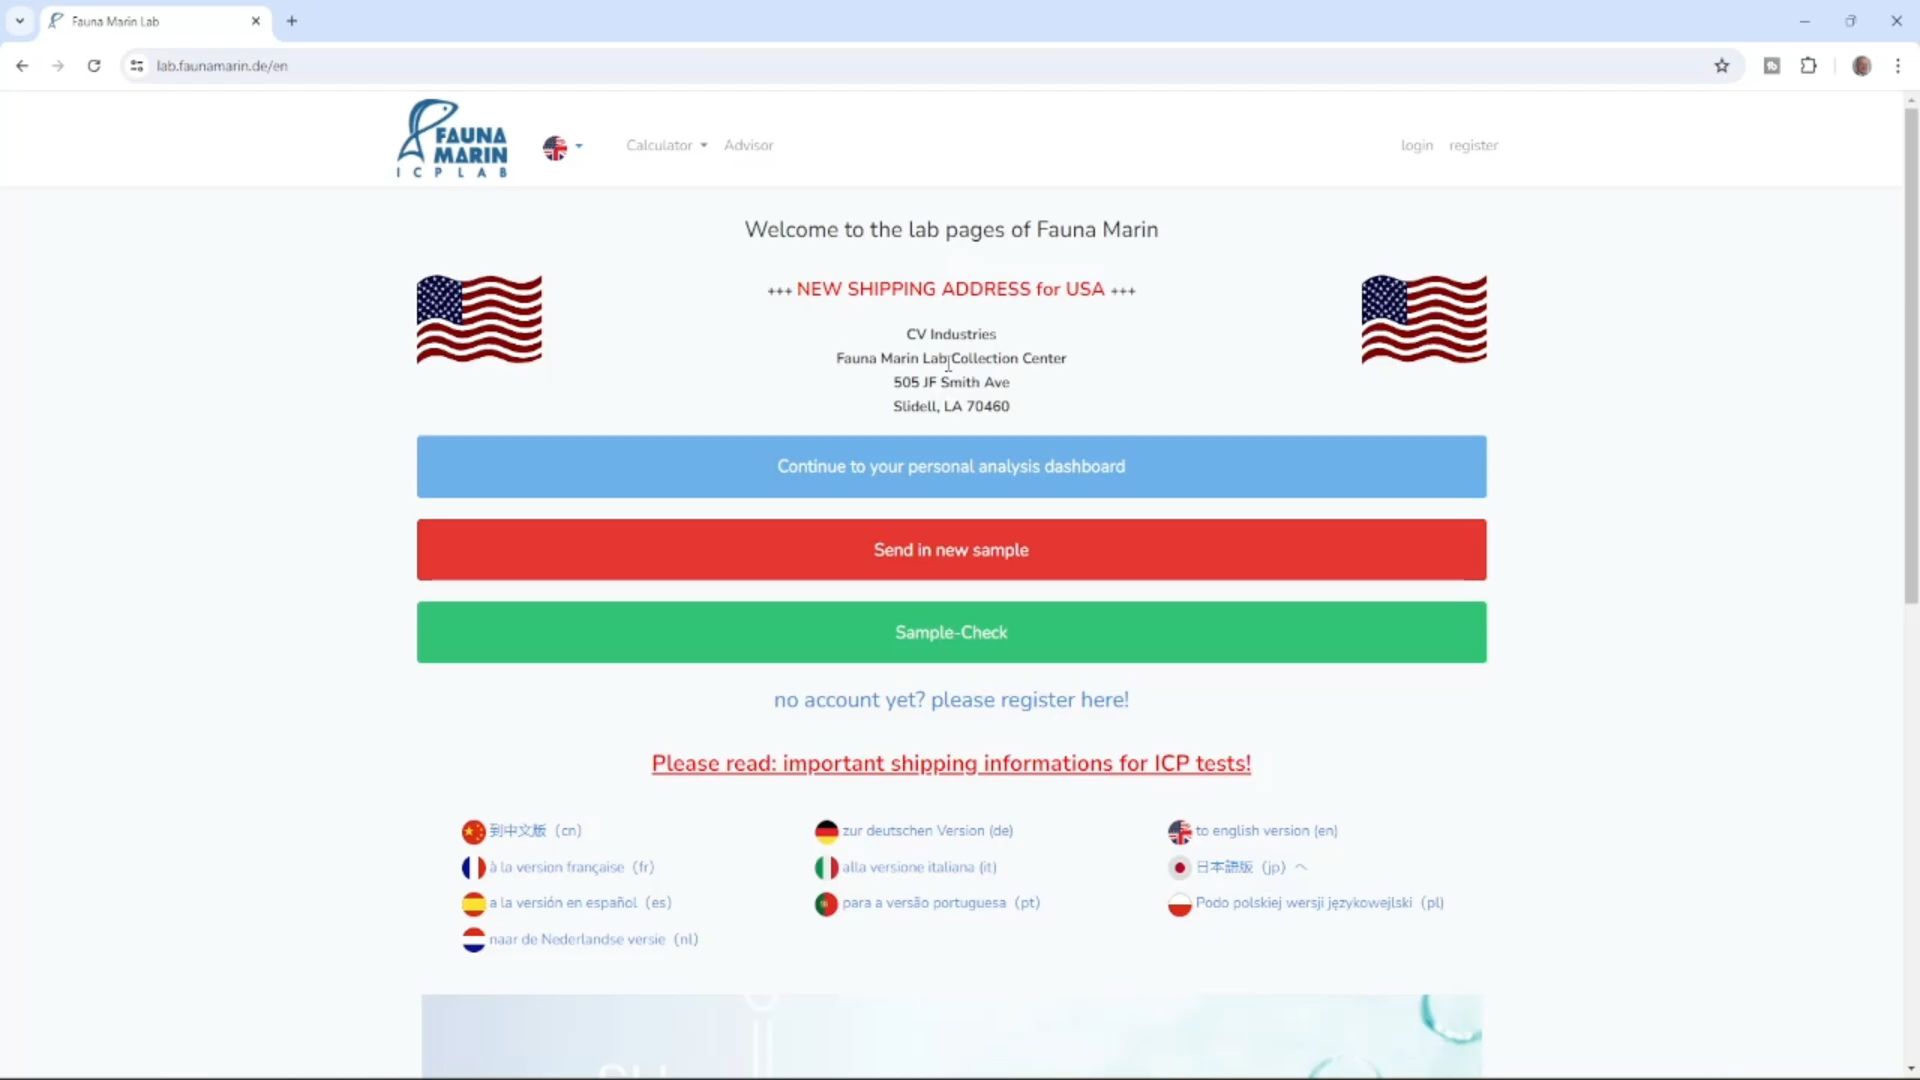 Fauna Marin Lab
lab.faunamarin.de/en
FAUNA
MARIN
ICPLAB
Calculator
Advisor
login
register
Welcome to the lab pages of Fauna Marin
+++ NEW SHIPPING ADDRESS for USA +++
CV Industries
Fauna Marin Lab Collection Center
505 JF Smith Ave
Slidell, LA 70460
Continue to your personal analysis dashboard
Send in new sample
Sample-Check
no account yet? please register here!
Please read: important shipping informations for ICP tests!
到中文版（cn）
zur deutschen Version (de)
to english version (en)
à la version française（fr）
alla versione italiana (it)
日本語版（jp）へ
a la versión en español（es）
para a versão portuguesa（pt）
Podo polskiej wersji językowejlski（pl）
naar de Nederlandse versie（nl）